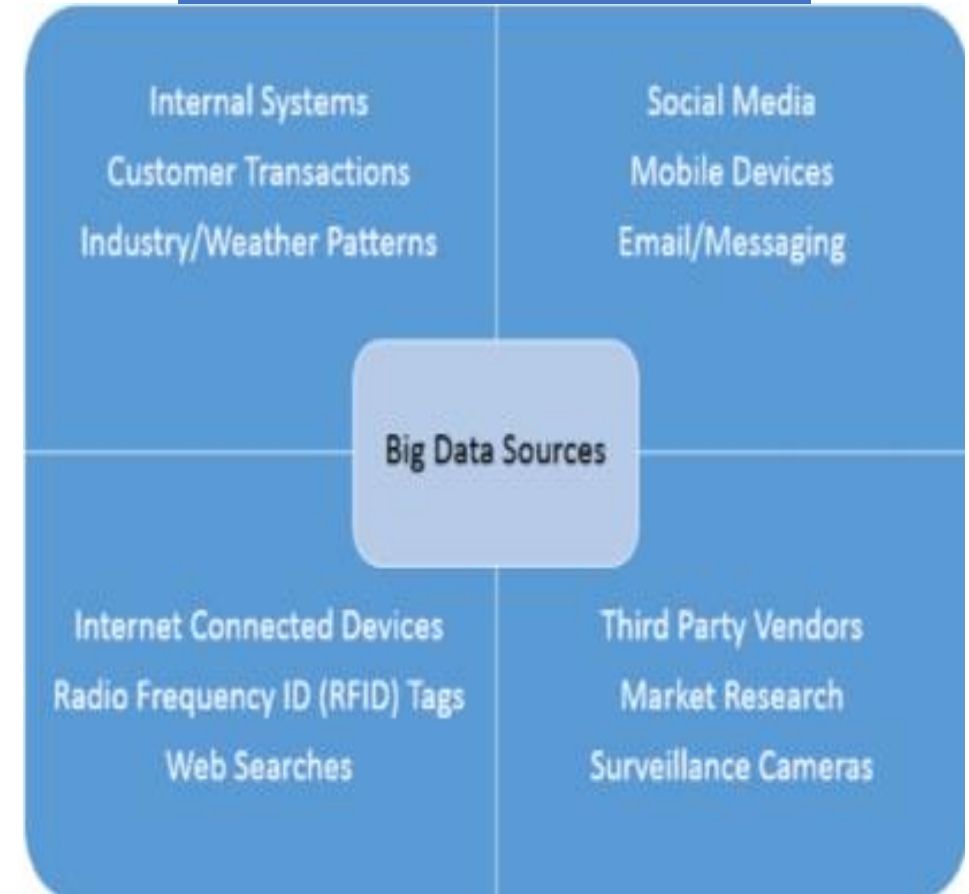 Internal Systems
Customer Transactions
Industry/Weather Patterns
Social Media
Mobile Devices
Email/Messaging
Big Data Sources
Internet Connected Devices
Radio Frequency ID (RFID) Tags
Web Searches
Third Party Vendors
Market Research
Surveillance Cameras